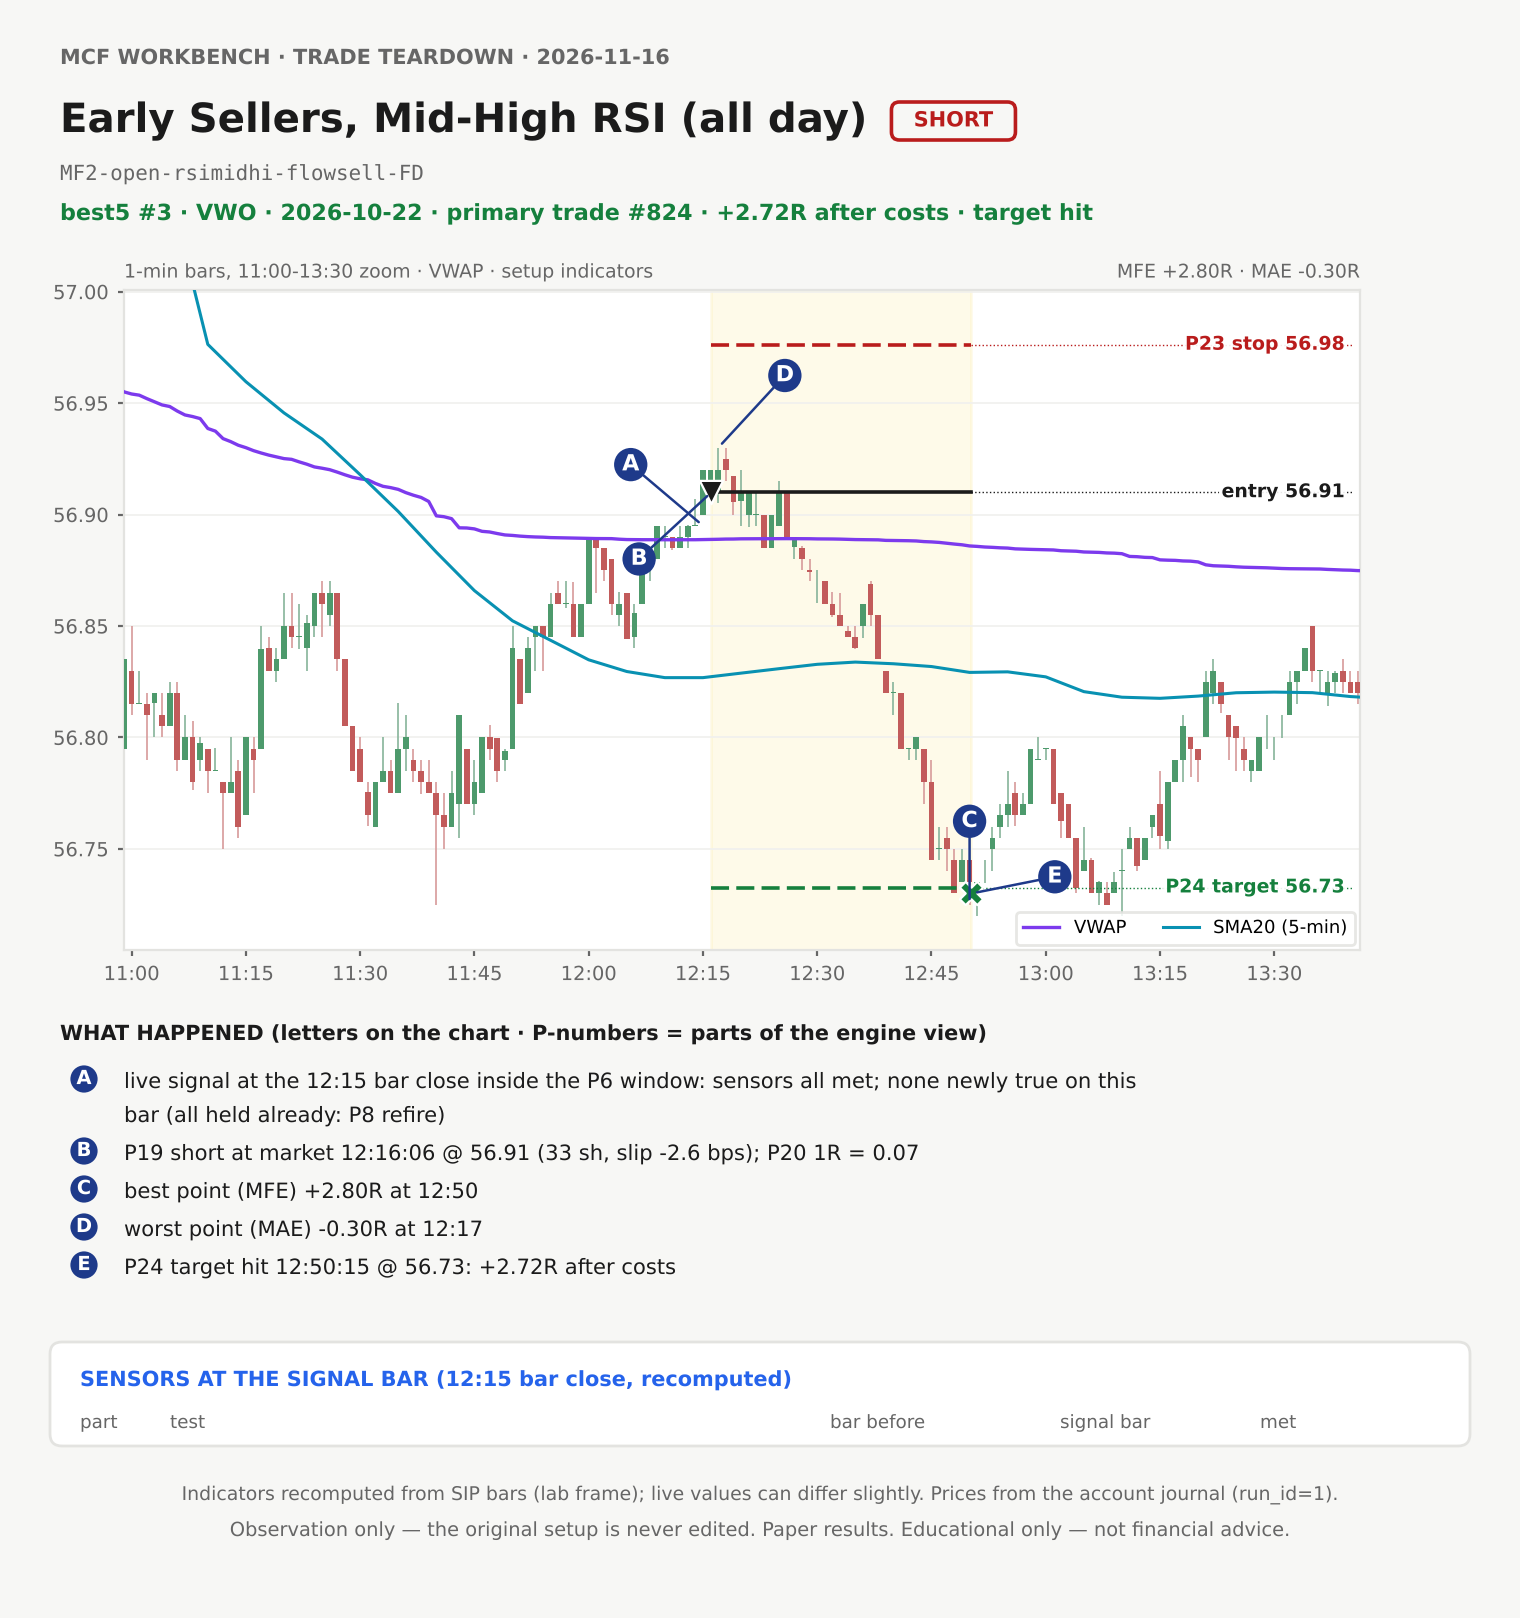 MCF WORKBENCH · TRADE TEARDOWN · 2026-11-16
Early Sellers, Mid-High RSI (all day) SHORT
MF2-open-rsimidhi-flowsell-FD
best5 #3 · VWO · 2026-10-22 · primary trade #824 · +2.72R after costs · target hit
1-min bars, 11:00-13:30 zoom · VWAP · setup indicators MFE +2.80R · MAE -0.30R
57.00
P23 stop 56.98
D
56.95
A
entry 56.91
56.90
B
56.85
56.80
C
56.75
E
P24 target 56.73
VWAP SMA20 (5-min)
11:00 11:15 11:30 11:45 12:00 12:15 12:30 12:45 13:00 13:15 13:30
WHAT HAPPENED (letters on the chart · P-numbers = parts of the engine view)
A live signal at the 12:15 bar close inside the P6 window: sensors all met; none newly true on this
bar (all held already: P8 refire)
B P19 short at market 12:16:06 @ 56.91 (33 sh, slip -2.6 bps); P20 1R = 0.07
C best point (MFE) +2.80R at 12:50
D worst point (MAE) -0.30R at 12:17
E P24 target hit 12:50:15 @ 56.73: +2.72R after costs
SENSORS AT THE SIGNAL BAR (12:15 bar close, recomputed)
part test bar before signal bar met
Indicators recomputed from SIP bars (lab frame); live values can differ slightly. Prices from the account journal (run_id=1).
Observation only — the original setup is never edited. Paper results. Educational only — not financial advice.